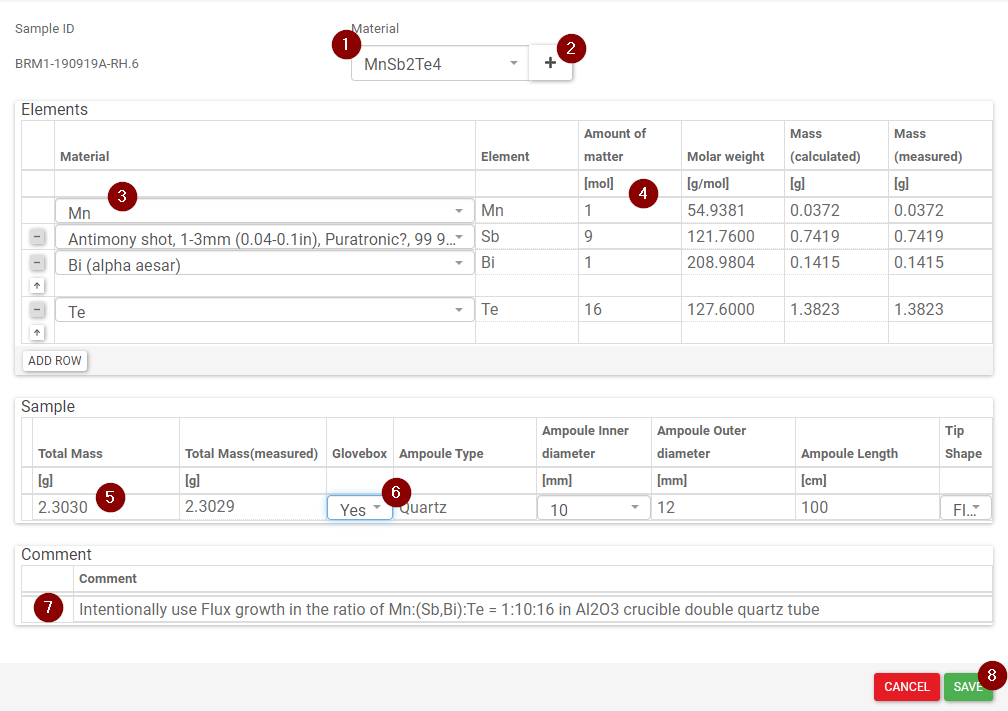 Sample ID
Material
1
2
BRM1-190919A-RH.6
MnSb2Te4
+
Elements
Material Element Amount of matter Molar weight Mass (calculated) Mass (measured)
3
4
[mol] [g/mol] [g] [g]
Mn Mn 1 54.9381 0.0372 0.0372
− Antimony shot, 1-3mm (0.04-0.1in), Puratronic?, 99 9... Sb 9 121.7600 0.7419 0.7419
− Bi (alpha aesar) Bi 1 208.9804 0.1415 0.1415
↑
− Te Te 16 127.6000 1.3823 1.3823
↑
ADD ROW
Sample
Total Mass Total Mass(measured) Glovebox Ampoule Type Ampoule Inner diameter Ampoule Outer diameter Ampoule Length Tip Shape
[g] [g] [mm] [mm] [cm]
5
6
2.3030 2.3029 Yes Quartz 10 12 100 Fl...
Comment
Comment
7
Intentionally use Flux growth in the ratio of Mn:(Sb,Bi):Te = 1:10:16 in Al2O3 crucible double quartz tube
8
CANCEL SAVE